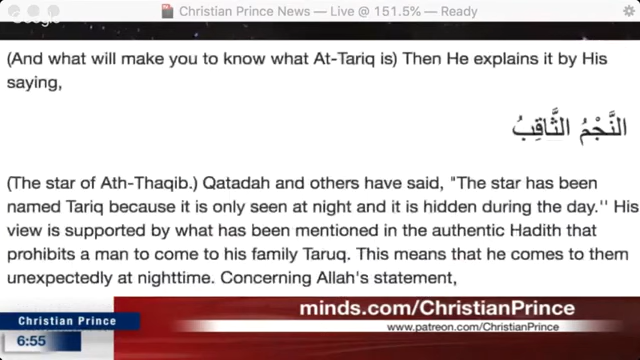 Christian Prince News — Live @ 151.5% — Ready
Google
(And what will make you to know what At-Tariq is) Then He explains it by His
saying,
النَّجْمُ الثَّاقِبُ
(The star of Ath-Thaqib.) Qatadah and others have said, "The star has been
named Tariq because it is only seen at night and it is hidden during the day.'' His
view is supported by what has been mentioned in the authentic Hadith that
prohibits a man to come to his family Taruq. This means that he comes to them
unexpectedly at nighttime. Concerning Allah's statement,
minds.com/ChristianPrince
Christian Prince
www.patreon.com/ChristianPrince
6:55